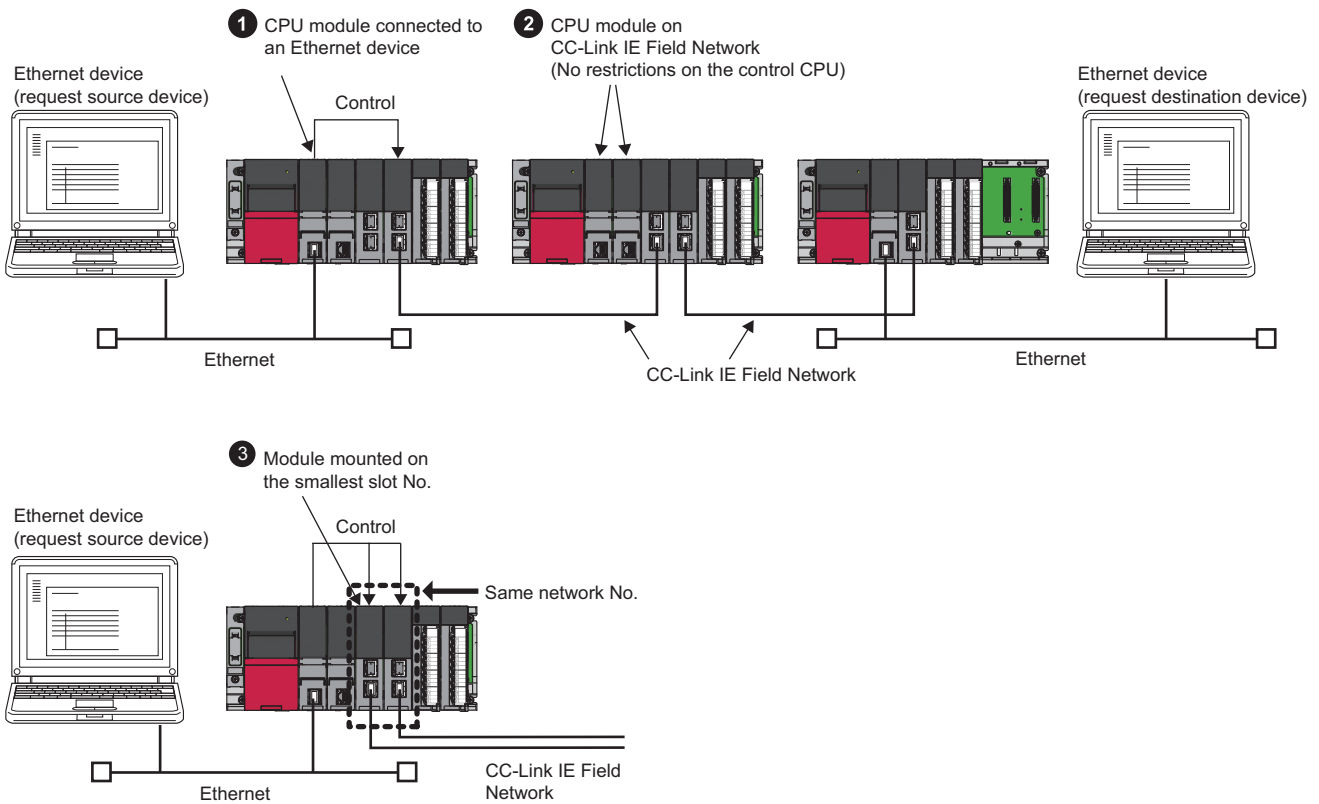 1 CPU module connected to
an Ethernet device
2 CPU module on
CC-Link IE Field Network
(No restrictions on the control CPU)
Ethernet device
(request source device)
Control
Ethernet device
(request destination device)
Ethernet
CC-Link IE Field Network
Ethernet
3 Module mounted on
the smallest slot No.
Ethernet device
(request source device)
Control
Same network No.
CC-Link IE Field
Network
Ethernet